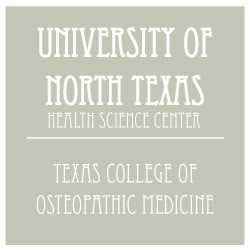 UNIVERSITY OF
NORTH TEXAS
HEALTH SCIENCE CENTER
TEXAS COLLEGE OF
OSTEOPATHIC MEDICINE